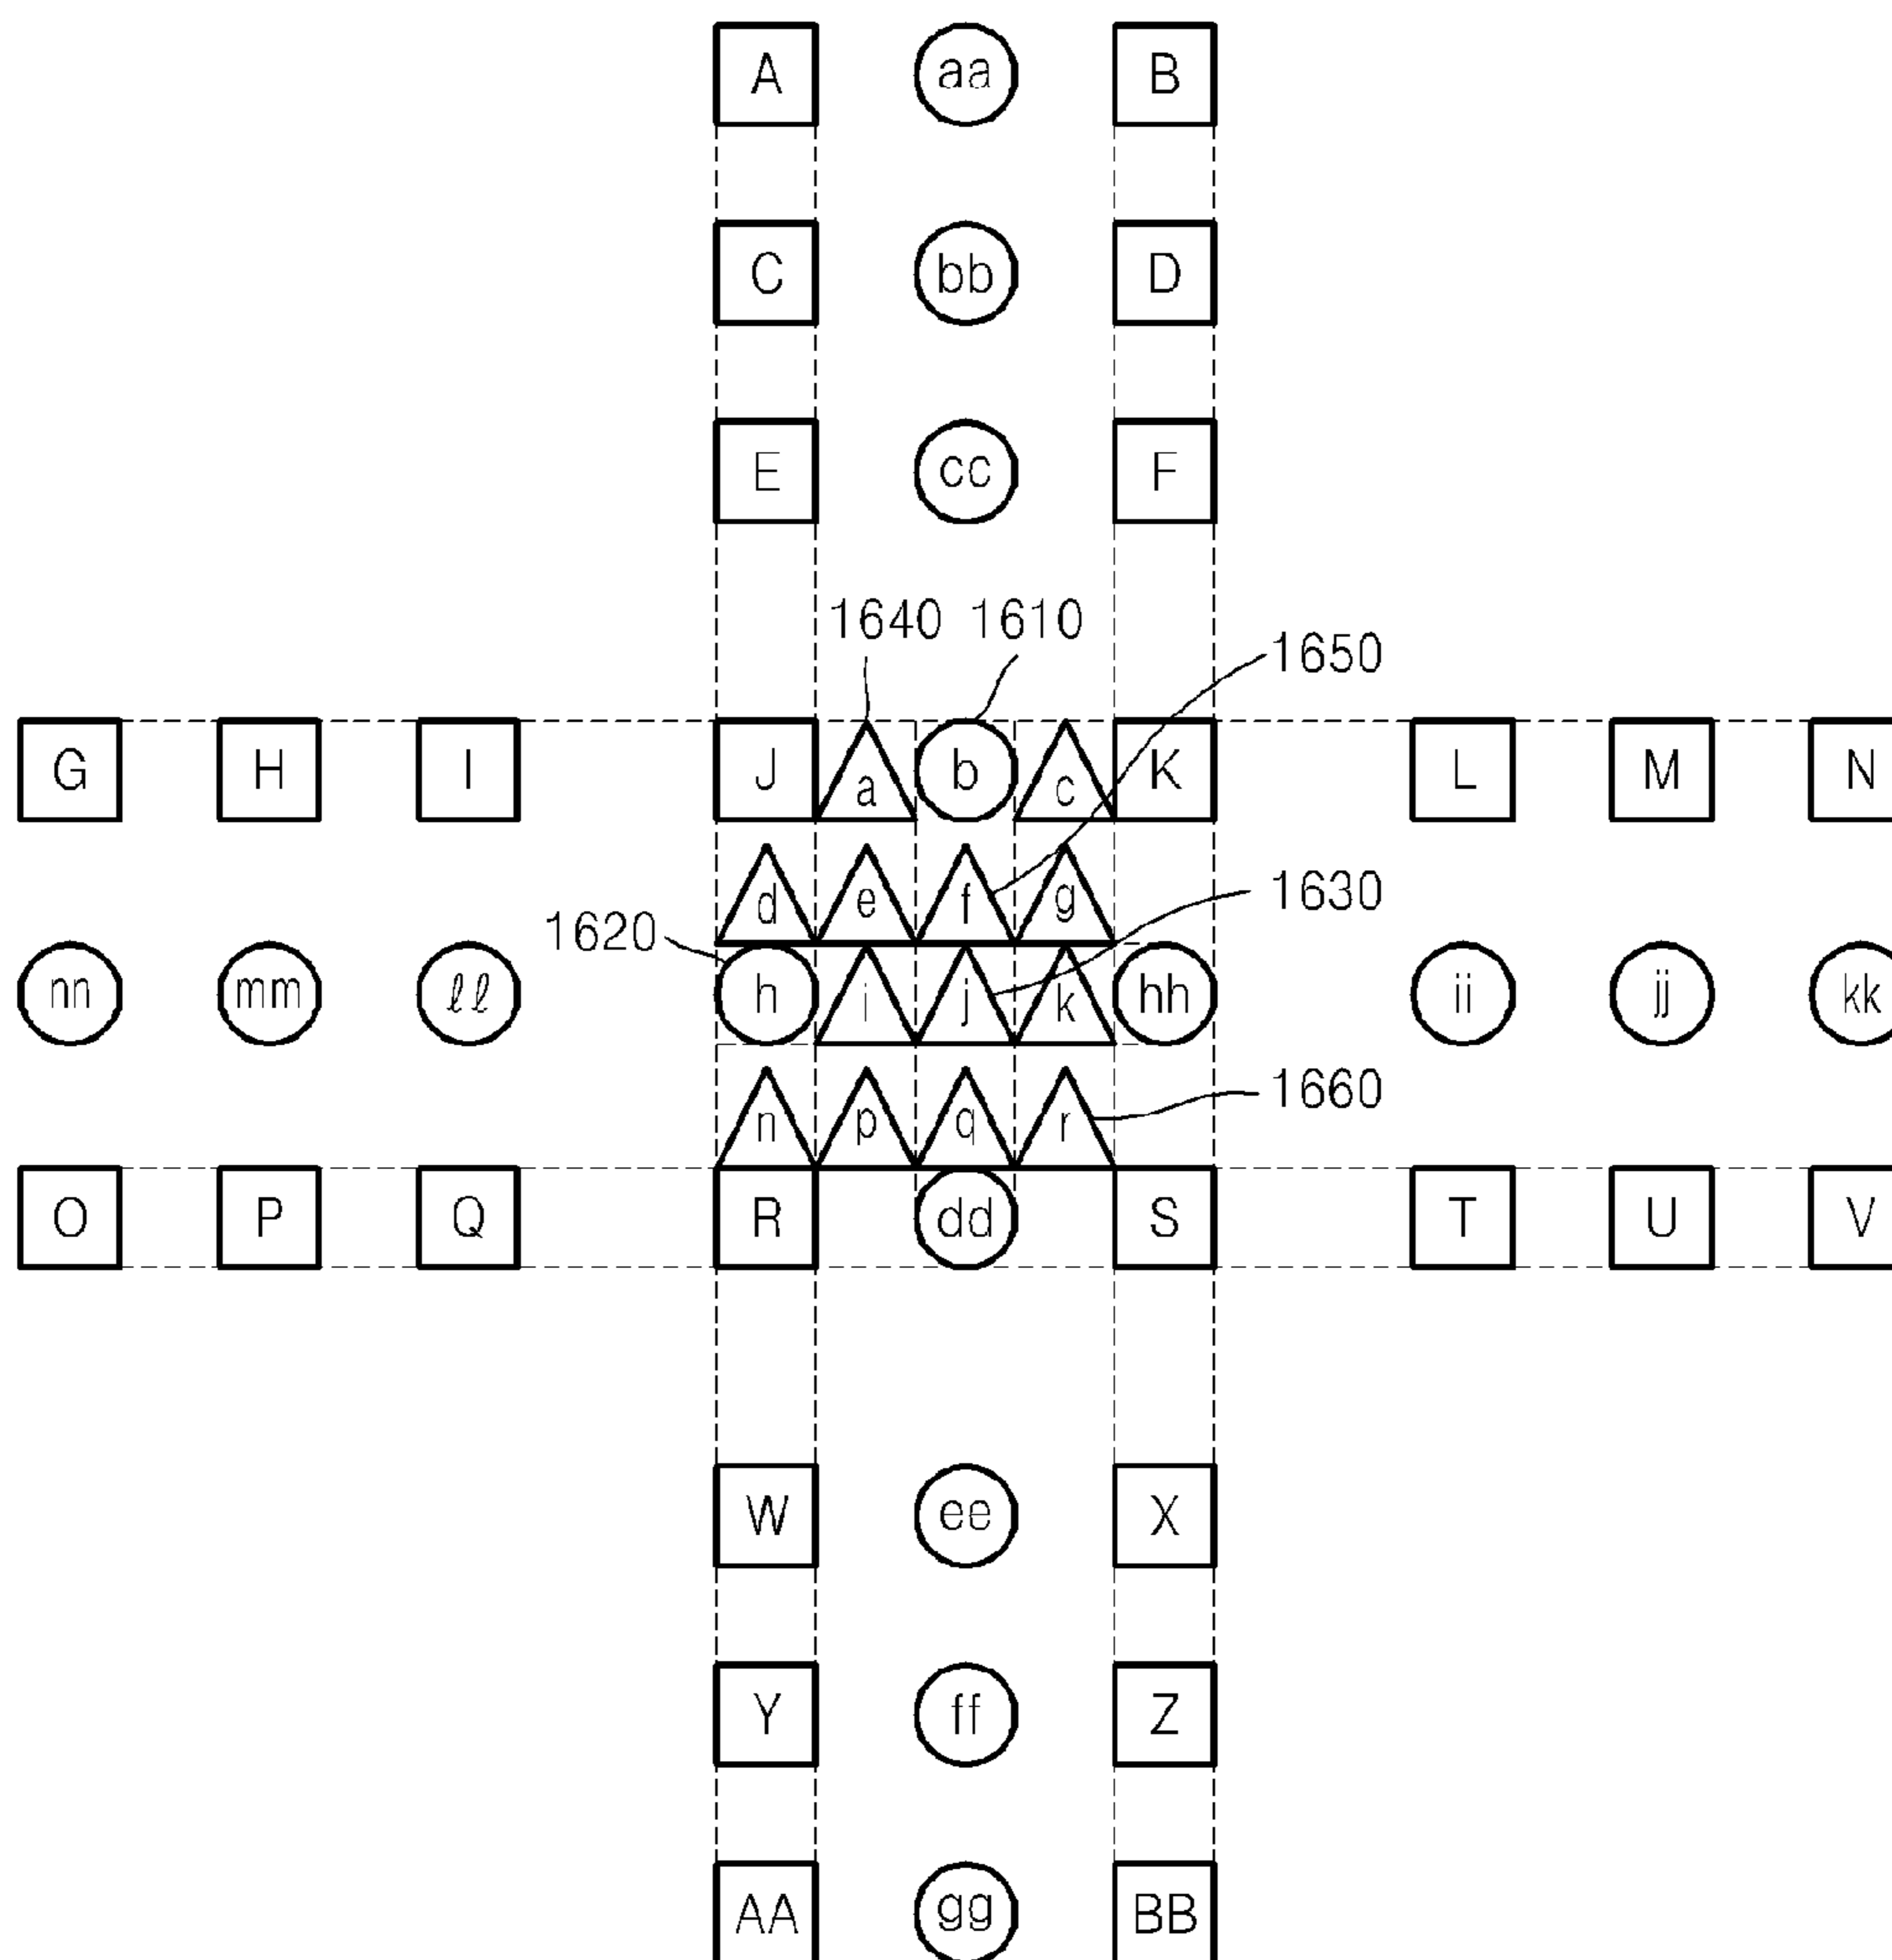 A aa B
C bb D
E cc F
1640 1610
1650
G H I J a b c K L M N
d e f g
1630
1620
nn mm ℓℓ h i j k hh ii jj kk
1660
n p q r
O P Q R dd S T U V
W ee X
Y ff Z
AA gg BB